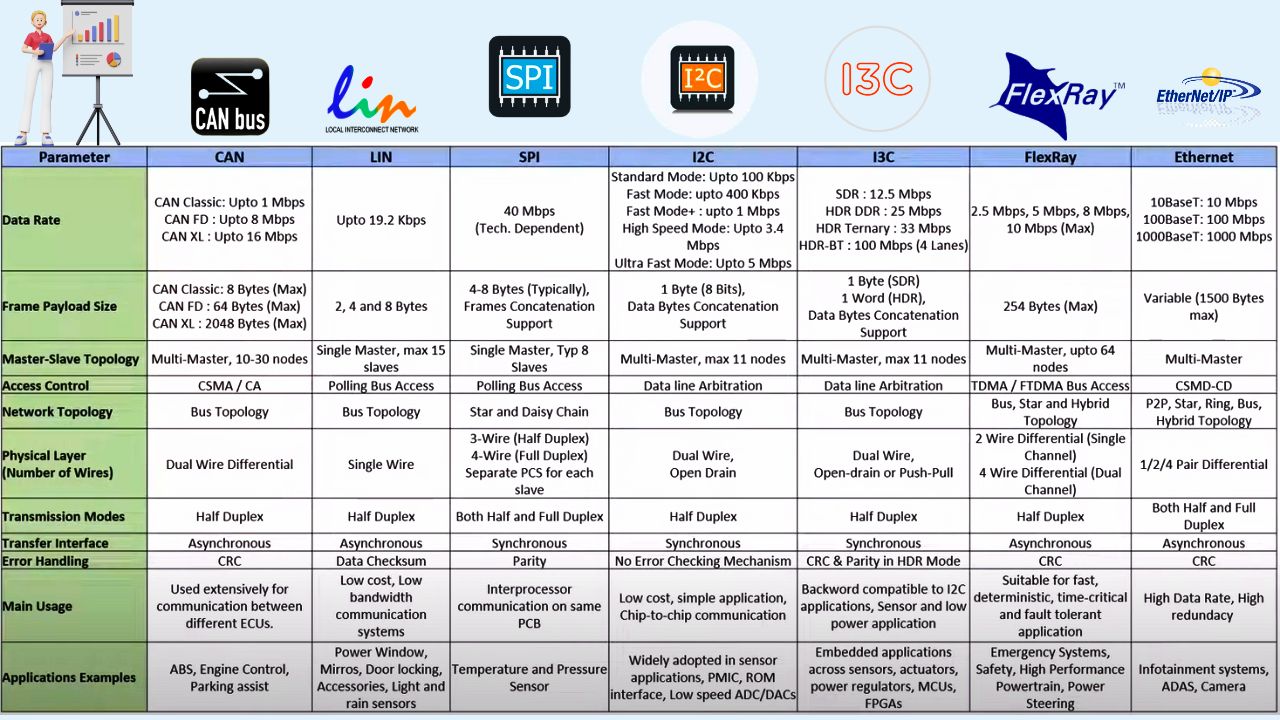 CAN bus
lin
LOCAL INTERCONNECT NETWORK
SPI
I²C
I3C
FlexRay™
EtherNet/IP™
Parameter
CAN
LIN
SPI
I2C
I3C
FlexRay
Ethernet
Data Rate
CAN Classic: Upto 1 Mbps
CAN FD : Upto 8 Mbps
CAN XL : Upto 16 Mbps
Upto 19.2 Kbps
40 Mbps
(Tech. Dependent)
Standard Mode: Upto 100 Kbps
Fast Mode: upto 400 Kbps
Fast Mode+ : upto 1 Mbps
High Speed Mode: Upto 3.4
Mbps
Ultra Fast Mode: Upto 5 Mbps
SDR : 12.5 Mbps
HDR DDR : 25 Mbps
HDR Ternary : 33 Mbps
HDR-BT : 100 Mbps (4 Lanes)
2.5 Mbps, 5 Mbps, 8 Mbps,
10 Mbps (Max)
10BaseT: 10 Mbps
100BaseT: 100 Mbps
1000BaseT: 1000 Mbps
Frame Payload Size
CAN Classic: 8 Bytes (Max)
CAN FD : 64 Bytes (Max)
CAN XL : 2048 Bytes (Max)
2, 4 and 8 Bytes
4-8 Bytes (Typically),
Frames Concatenation
Support
1 Byte (8 Bits),
Data Bytes Concatenation
Support
1 Byte (SDR)
1 Word (HDR),
Data Bytes Concatenation
Support
254 Bytes (Max)
Variable (1500 Bytes
max)
Master-Slave Topology
Multi-Master, 10-30 nodes
Single Master, max 15
slaves
Single Master, Typ 8
Slaves
Multi-Master, max 11 nodes
Multi-Master, max 11 nodes
Multi-Master, upto 64
nodes
Multi-Master
Access Control
CSMA / CA
Polling Bus Access
Polling Bus Access
Data line Arbitration
Data line Arbitration
TDMA / FTDMA Bus Access
CSMD-CD
Network Topology
Bus Topology
Bus Topology
Star and Daisy Chain
Bus Topology
Bus Topology
Bus, Star and Hybrid
Topology
P2P, Star, Ring, Bus,
Hybrid Topology
Physical Layer
(Number of Wires)
Dual Wire Differential
Single Wire
3-Wire (Half Duplex)
4-Wire (Full Duplex)
Separate PCS for each
slave
Dual Wire,
Open Drain
Dual Wire,
Open-drain or Push-Pull
2 Wire Differential (Single
Channel)
4 Wire Differential (Dual
Channel)
1/2/4 Pair Differential
Transmission Modes
Half Duplex
Half Duplex
Both Half and Full Duplex
Half Duplex
Half Duplex
Half Duplex
Both Half and Full
Duplex
Transfer Interface
Asynchronous
Asynchronous
Synchronous
Synchronous
Synchronous
Asynchronous
Asynchronous
Error Handling
CRC
Data Checksum
Parity
No Error Checking Mechanism
CRC & Parity in HDR Mode
CRC
CRC
Main Usage
Used extensively for
communication between
different ECUs.
Low cost, Low
bandwidth
communication
systems
Interprocessor
communication on same
PCB
Low cost, simple application,
Chip-to-chip communication
Backword compatible to I2C
applications, Sensor and low
power application
Suitable for fast,
deterministic, time-critical
and fault tolerant
application
High Data Rate, High
redundacy
Applications Examples
ABS, Engine Control,
Parking assist
Power Window,
Mirros, Door locking,
Accessories, Light and
rain sensors
Temperature and Pressure
Sensor
Widely adopted in sensor
applications, PMIC, ROM
interface, Low speed ADC/DACs
Embedded applications
across sensors, actuators,
power regulators, MCUs,
FPGAs
Emergency Systems,
Safety, High Performance
Powertrain, Power
Steering
Infotainment systems,
ADAS, Camera